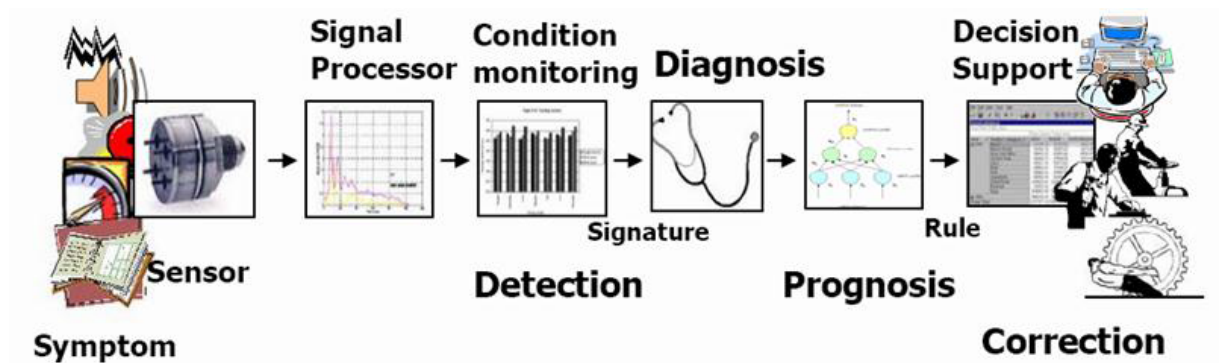 Signal
Processor
Condition
monitoring
Diagnosis
Decision
Support
Signature
Rule
Sensor
Detection
Prognosis
Symptom
Correction